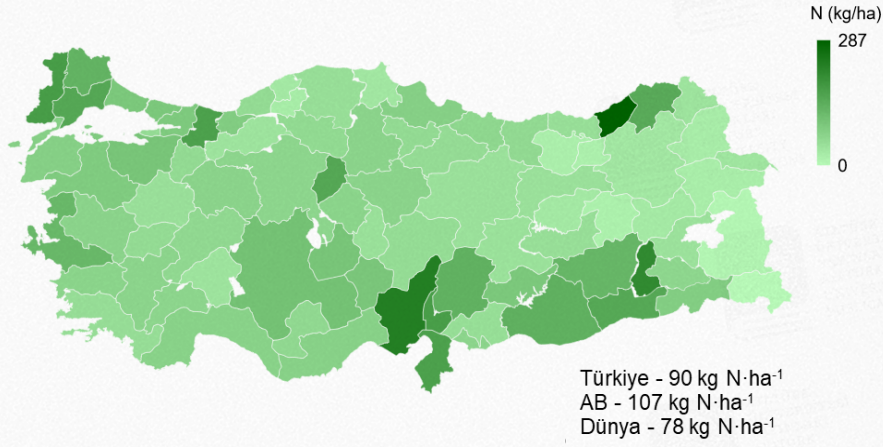 N (kg/ha)
287
0
Türkiye - 90 kg N·ha⁻¹
AB - 107 kg N·ha⁻¹
Dünya - 78 kg N·ha⁻¹